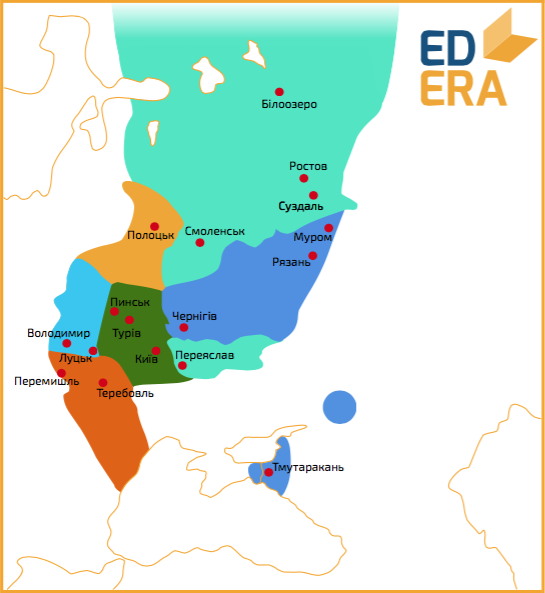 ED
ERA
Білоозеро
Ростов
Суздаль
Муром
Смоленськ
Полоцьк
Рязань
Пинськ
Чернігів
Володимир
Турів
Луцьк
Київ
Переяслав
Перемишль
Теребовль
Тмутаракань